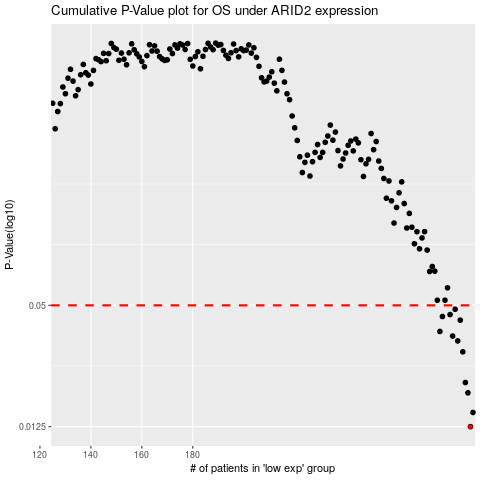 Cumulative P-Value plot for OS under ARID2 expression
P-Value(log10)
0.05
0.0125
120 140 160 180
# of patients in 'low exp' group